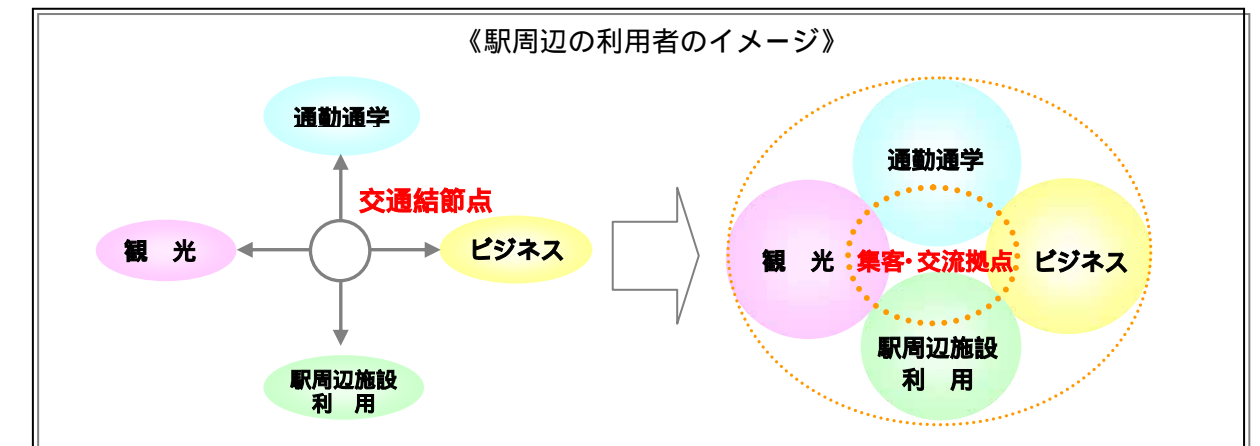 《駅周辺の利用者のイメージ》
通勤通学
交通結節点
観 光
ビジネス
駅周辺施設
利 用
通勤通学
観 光
集客・交流拠点
ビジネス
駅周辺施設
利 用